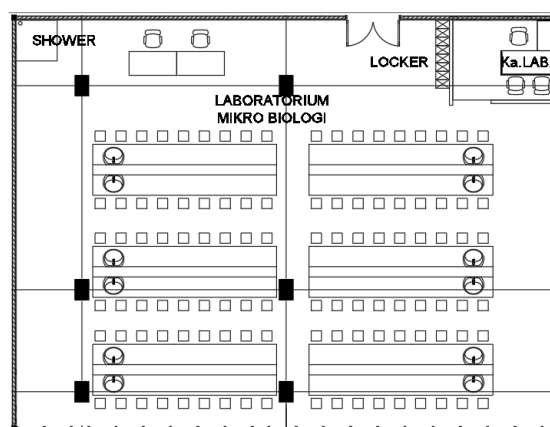 SHOWER
LOCKER
Ka.LAB.
LABORATORIUM
MIKRO BIOLOGI